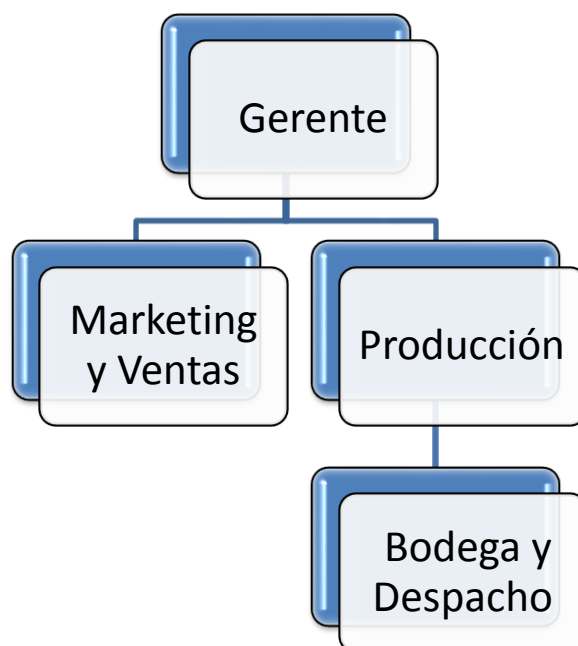 Gerente
Marketing
y Ventas
Producción
Bodega y
Despacho